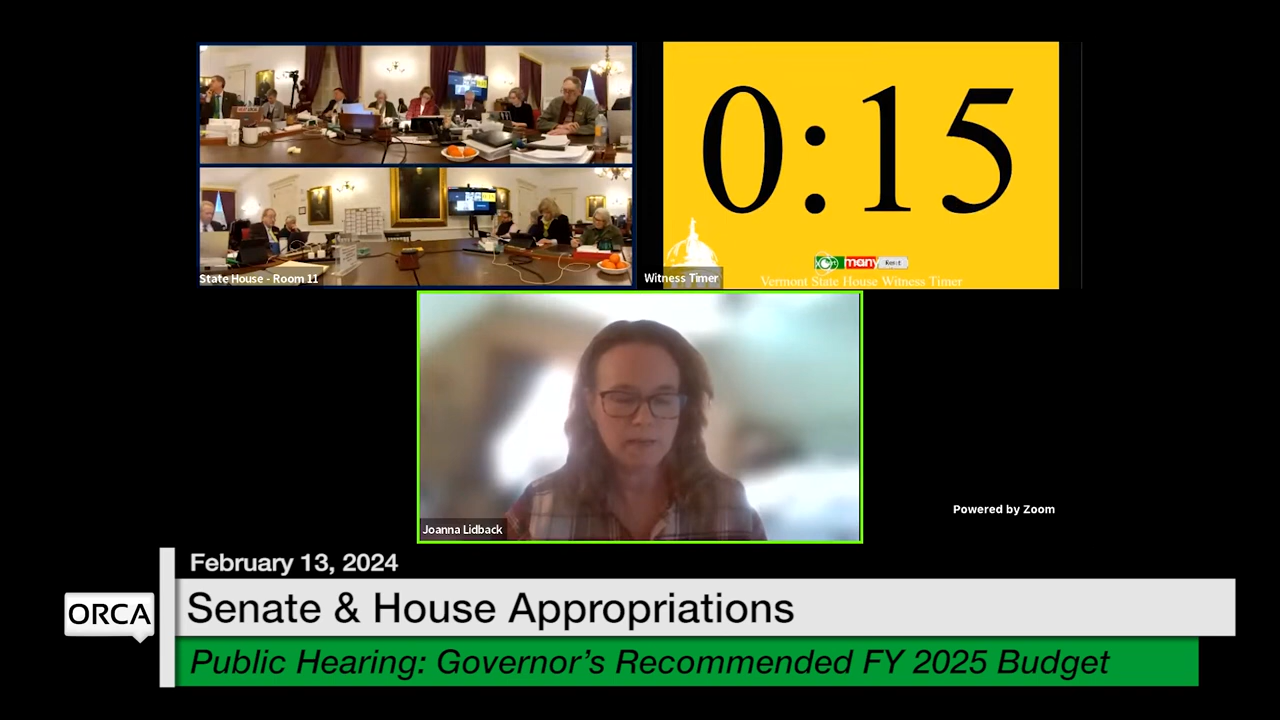 0:15
State House - Room 11
Witness Timer
many
Vermont State House Witness Timer
Joanna Lidback
Powered by Zoom
February 13, 2024
ORCA
Senate & House Appropriations
Public Hearing: Governor's Recommended FY 2025 Budget